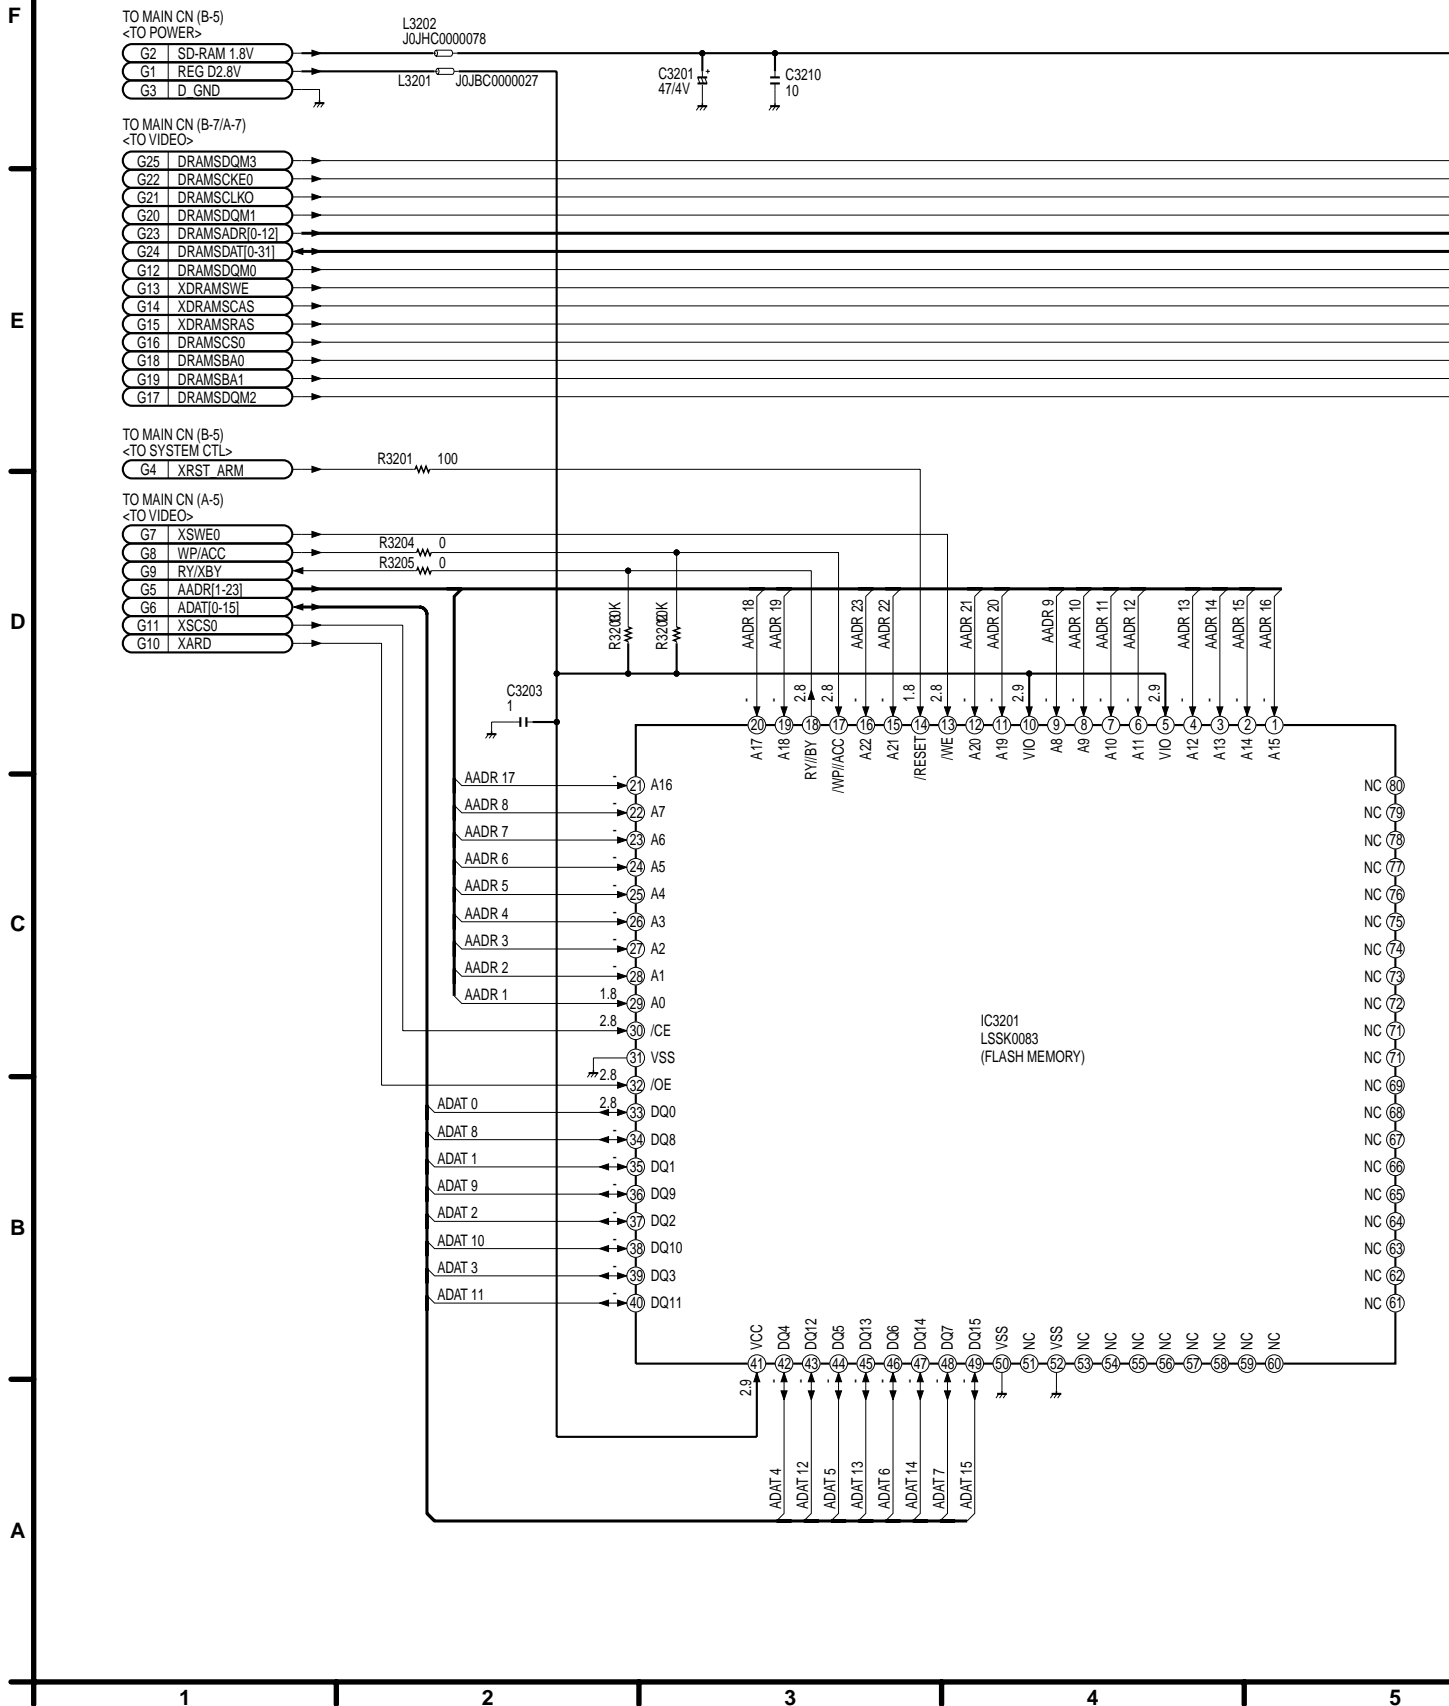 F
TO MAIN CN (B-5)
<TO POWER>
G2 SD-RAM 1.8V
G1 REG D2.8V
G3 D_GND
L3202
J0JHC0000078
L3201 J0JBC0000027
C3201
47/4V
+
C3210
10
TO MAIN CN (B-7/A-7)
<TO VIDEO>
G25 DRAMSDQM3
G22 DRAMSCKE0
G21 DRAMSCLKO
G20 DRAMSDQM1
G23 DRAMSADR[0-12]
G24 DRAMSDAT[0-31]
G12 DRAMSDQM0
G13 XDRAMSWE
G14 XDRAMSCAS
G15 XDRAMSRAS
G16 DRAMSCS0
G18 DRAMSBA0
G19 DRAMSBA1
G17 DRAMSDQM2
E
TO MAIN CN (B-5)
<TO SYSTEM CTL>
G4 XRST_ARM
R3201 100
TO MAIN CN (A-5)
<TO VIDEO>
G7 XSWE0
G8 WP/ACC
G9 RY/XBY
G5 AADR[1-23]
G6 ADAT[0-15]
G11 XSCS0
G10 XARD
R3204 0
R3205 0
D
AADR 18
AADR 19
AADR 23
AADR 22
AADR 21
AADR 20
AADR 9
AADR 10
AADR 11
AADR 12
AADR 13
AADR 14
AADR 15
AADR 16
C3203
1
- - 2.8 2.8 - - 1.8 2.8 - - 2.9 - - - - 2.9 - - - -
20 19 18 17 16 15 14 13 12 11 10 9 8 7 6 5 4 3 2 1
A17 A18 RY//BY /WP//ACC A22 A21 /RESET /WE A20 A19 VIO A8 A9 A10 A11 VIO A12 A13 A14 A15
AADR 17 - 21 A16
AADR 8 - 22 A7
AADR 7 - 23 A6
AADR 6 - 24 A5
AADR 5 - 25 A4
AADR 4 - 26 A3
AADR 3 - 27 A2
AADR 2 - 28 A1
AADR 1 1.8 29 A0
2.8 30 /CE
31 VSS
2.8 32 /OE
ADAT 0 2.8 33 DQ0
ADAT 8 - 34 DQ8
ADAT 1 - 35 DQ1
ADAT 9 - 36 DQ9
ADAT 2 - 37 DQ2
ADAT 10 - 38 DQ10
ADAT 3 - 39 DQ3
ADAT 11 - 40 DQ11
C
B
IC3201
LSSK0083
(FLASH MEMORY)
NC 80
NC 79
NC 78
NC 77
NC 76
NC 75
NC 74
NC 73
NC 72
NC 71
NC 71
NC 69
NC 68
NC 67
NC 66
NC 65
NC 64
NC 63
NC 62
NC 61
VCC DQ4 DQ12 DQ5 DQ13 DQ6 DQ14 DQ7 DQ15 VSS NC VSS NC NC NC NC NC NC NC NC
41 42 43 44 45 46 47 48 49 50 51 52 53 54 55 56 57 58 59 60
2.9 - - - - - - - -
ADAT 4
ADAT 12
ADAT 5
ADAT 13
ADAT 6
ADAT 14
ADAT 7
ADAT 15
A
1 2 3 4 5